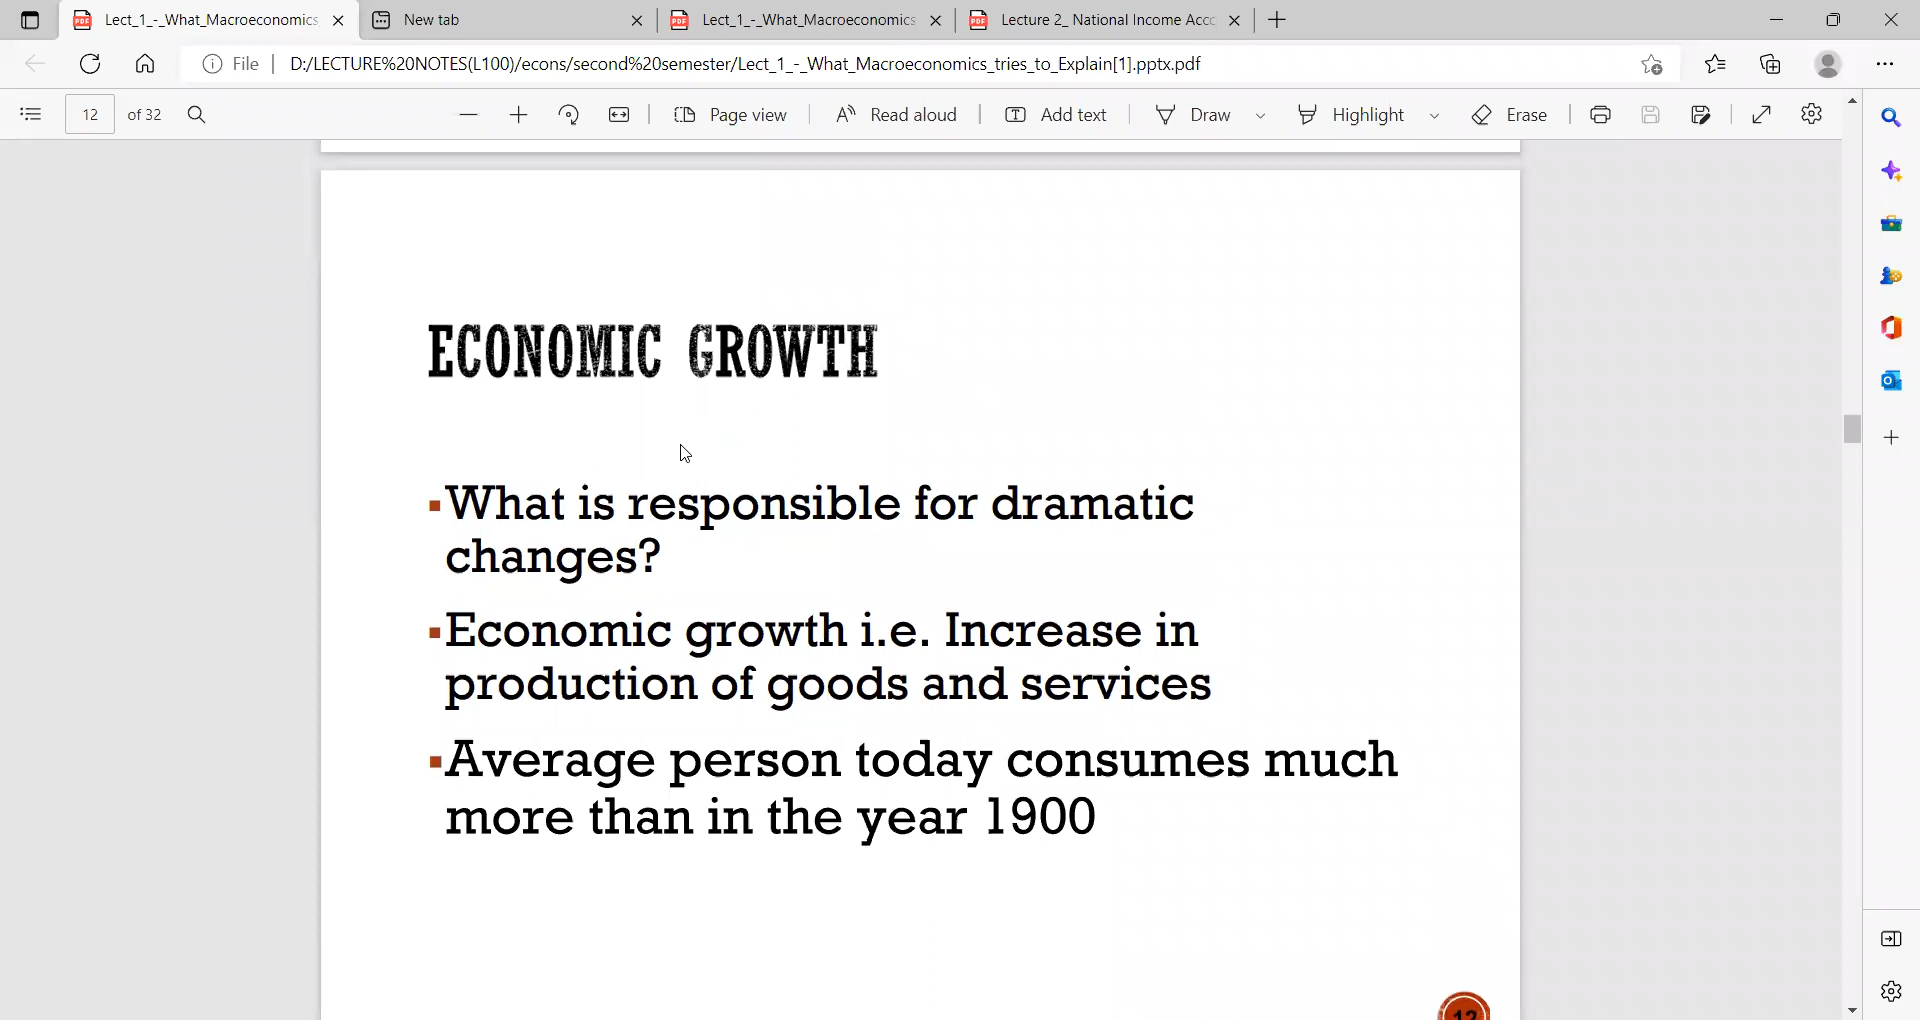 Lect_1_-_What_Macroeconomics
New tab
Lect_1_-_What_Macroeconomics
Lecture 2_ National Income Acc
File
D:/LECTURE%20NOTES(L100)/econs/second%20semester/Lect_1_-_What_Macroeconomics_tries_to_Explain[1].pptx.pdf
12 of 32
Page view
Read aloud
Add text
Draw
Highlight
Erase
ECONOMIC GROWTH
▪What is responsible for dramatic
changes?
▪Economic growth i.e. Increase in
production of goods and services
▪Average person today consumes much
more than in the year 1900
12